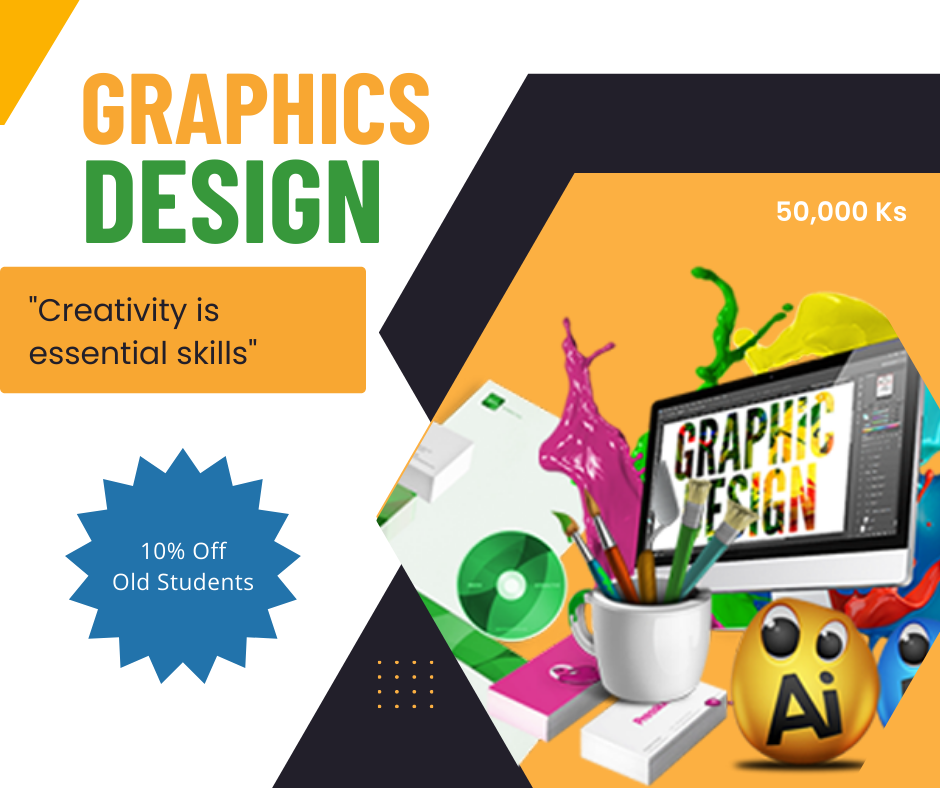 GRAPHICS
DESIGN
50,000 Ks
"Creativity is
essential skills"
10% Off
Old Students
GRAPHIC
DESIGN
Ai